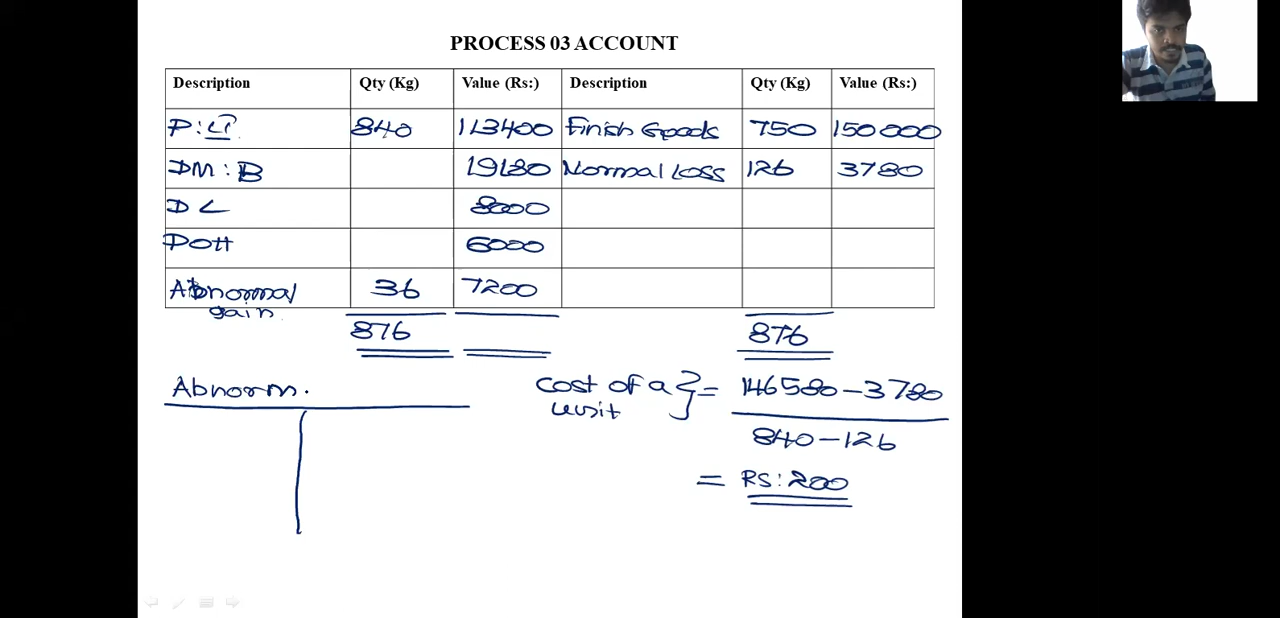 PROCESS 03 ACCOUNT
Description Qty (Kg) Value (Rs:) Description Qty (Kg) Value (Rs:)
840 113400 Finish Goods 750 150000
DM: B 19180 Normal Loss 126 3780
DL 8000
POH 6000
Abnormal gain. 36 7200
876 876
Abnorm.
Cost of a unit } = 146580 - 3780
840 - 126
= RS: 200